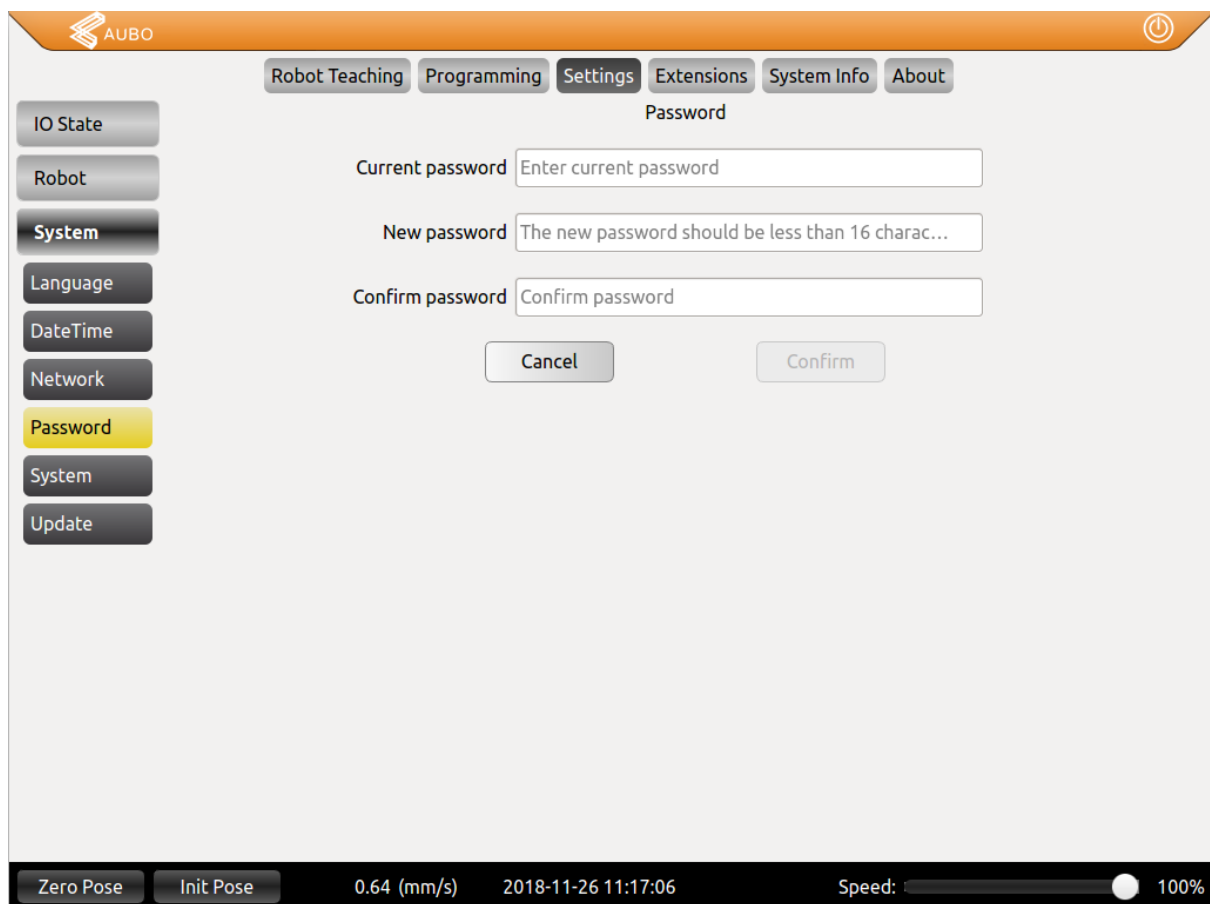 AUBO
Robot Teaching Programming Settings Extensions System Info About
Password
IO State
Robot
System
Language
DateTime
Network
Password
System
Update
Current password Enter current password
New password The new password should be less than 16 charac...
Confirm password Confirm password
Cancel Confirm
Zero Pose Init Pose 0.64 (mm/s) 2018-11-26 11:17:06 Speed: 100%